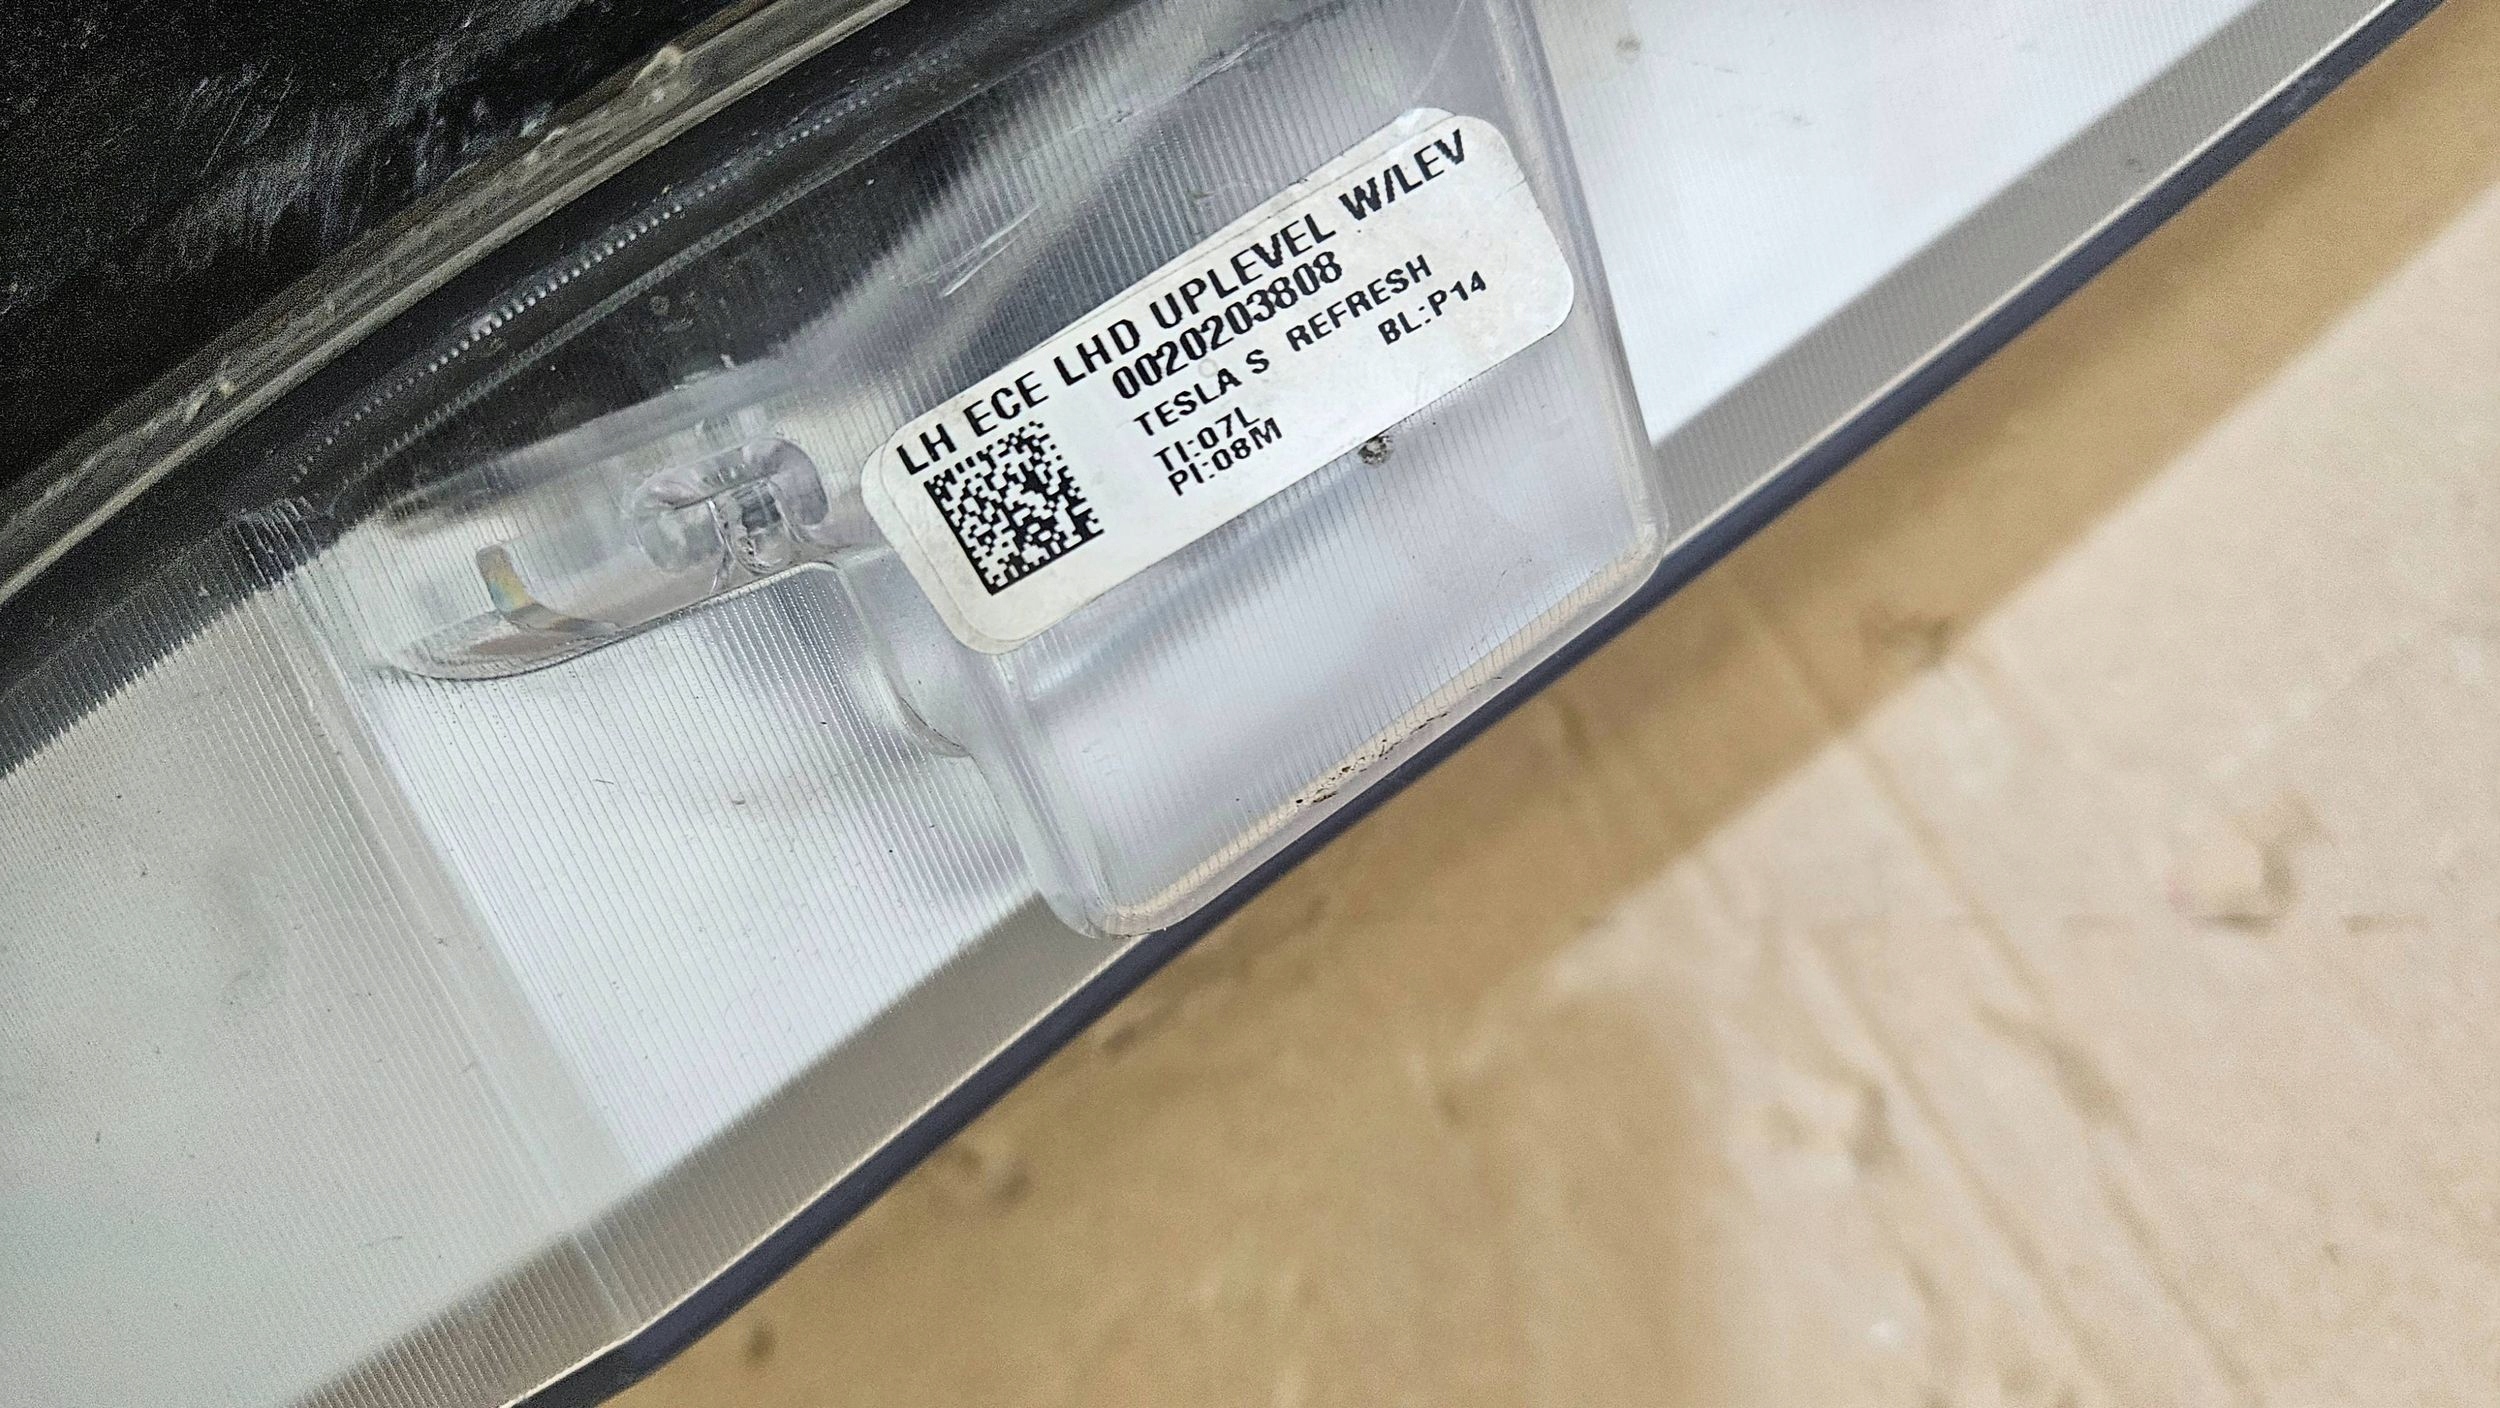 LH ECE LHD UPLEVEL W/LEV
0020203808
TESLA S REFRESH
BL:P14
TI:07L
PI:08M